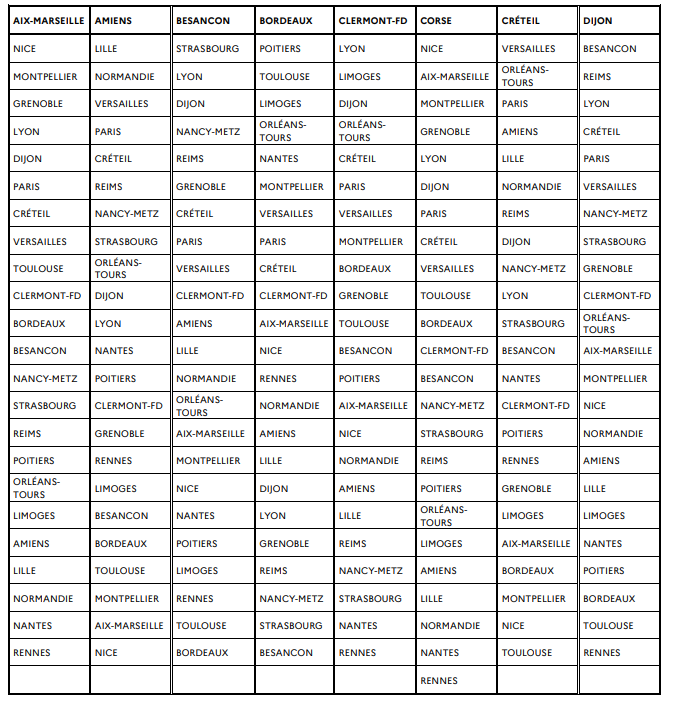 AIX-MARSEILLE AMIENS BESANCON BORDEAUX CLERMONT-FD CORSE CRÉTEIL DIJON
NICE LILLE STRASBOURG POITIERS LYON NICE VERSAILLES BESANCON
MONTPELLIER NORMANDIE LYON TOULOUSE LIMOGES AIX-MARSEILLE ORLÉANS-TOURS REIMS
GRENOBLE VERSAILLES DIJON LIMOGES DIJON MONTPELLIER PARIS LYON
LYON PARIS NANCY-METZ ORLÉANS-TOURS ORLÉANS-TOURS GRENOBLE AMIENS CRÉTEIL
DIJON CRÉTEIL REIMS NANTES CRÉTEIL LYON LILLE PARIS
PARIS REIMS GRENOBLE MONTPELLIER PARIS DIJON NORMANDIE VERSAILLES
CRÉTEIL NANCY-METZ CRÉTEIL VERSAILLES VERSAILLES PARIS REIMS NANCY-METZ
VERSAILLES STRASBOURG PARIS PARIS MONTPELLIER CRÉTEIL DIJON STRASBOURG
TOULOUSE ORLÉANS-TOURS VERSAILLES CRÉTEIL BORDEAUX VERSAILLES NANCY-METZ GRENOBLE
CLERMONT-FD DIJON CLERMONT-FD CLERMONT-FD GRENOBLE TOULOUSE LYON CLERMONT-FD
BORDEAUX LYON AMIENS AIX-MARSEILLE TOULOUSE BORDEAUX STRASBOURG ORLÉANS-TOURS
BESANCON NANTES LILLE NICE BESANCON CLERMONT-FD BESANCON AIX-MARSEILLE
NANCY-METZ POITIERS NORMANDIE RENNES POITIERS BESANCON NANTES MONTPELLIER
STRASBOURG CLERMONT-FD ORLÉANS-TOURS NORMANDIE AIX-MARSEILLE NANCY-METZ CLERMONT-FD NICE
REIMS GRENOBLE AIX-MARSEILLE AMIENS NICE STRASBOURG POITIERS NORMANDIE
POITIERS RENNES MONTPELLIER LILLE NORMANDIE REIMS RENNES AMIENS
ORLÉANS-TOURS LIMOGES NICE DIJON AMIENS POITIERS GRENOBLE LILLE
LIMOGES BESANCON NANTES LYON LILLE ORLÉANS-TOURS LIMOGES LIMOGES
AMIENS BORDEAUX POITIERS GRENOBLE REIMS LIMOGES AIX-MARSEILLE NANTES
LILLE TOULOUSE LIMOGES REIMS NANCY-METZ AMIENS BORDEAUX POITIERS
NORMANDIE MONTPELLIER RENNES NANCY-METZ STRASBOURG LILLE MONTPELLIER BORDEAUX
NANTES AIX-MARSEILLE TOULOUSE STRASBOURG NANTES NORMANDIE NICE TOULOUSE
RENNES NICE BORDEAUX BESANCON RENNES NANTES TOULOUSE RENNES
RENNES